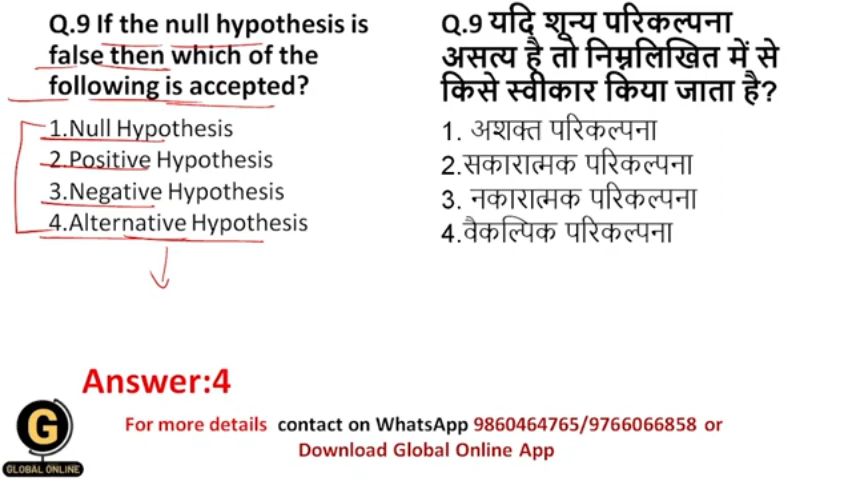 Q.9 If the null hypothesis is
false then which of the
following is accepted?
1.Null Hypothesis
2.Positive Hypothesis
3.Negative Hypothesis
4.Alternative Hypothesis
Q.9 यदि शून्य परिकल्पना
असत्य है तो निम्नलिखित में से
किसे स्वीकार किया जाता है?
1. अशक्त परिकल्पना
2.सकारात्मक परिकल्पना
3. नकारात्मक परिकल्पना
4.वैकल्पिक परिकल्पना
Answer:4
For more details contact on WhatsApp 9860464765/9766066858 or
Download Global Online App
G
GLOBAL ONLINE